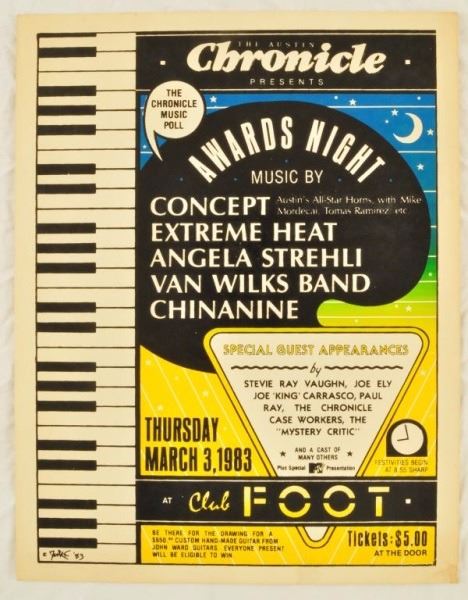 THE AUSTIN
Chronicle
PRESENTS
THE
CHRONICLE
MUSIC
POLL
AWARDS NIGHT
MUSIC BY
CONCEPT Austin's All-Star Horns, with Mike
Mordecai, Tomas Ramirez, etc.
EXTREME HEAT
ANGELA STREHLI
VAN WILKS BAND
CHINANINE
SPECIAL GUEST APPEARANCES
by
STEVIE RAY VAUGHN, JOE ELY
JOE 'KING' CARRASCO, PAUL
RAY, THE CHRONICLE
CASE WORKERS, THE
"MYSTERY CRITIC"
AND A CAST OF
MANY OTHERS
Plus Special MTV Presentation
THURSDAY
MARCH 3, 1983
FESTIVITIES BEGIN
AT 8:55 SHARP
AT Club FOOT
BE THERE FOR THE DRAWING FOR A
$650.00 CUSTOM HAND-MADE GUITAR FROM
JOHN WARD GUITARS. EVERYONE PRESENT
WILL BE ELIGIBLE TO WIN.
Tickets: $5.00
AT THE DOOR
'83